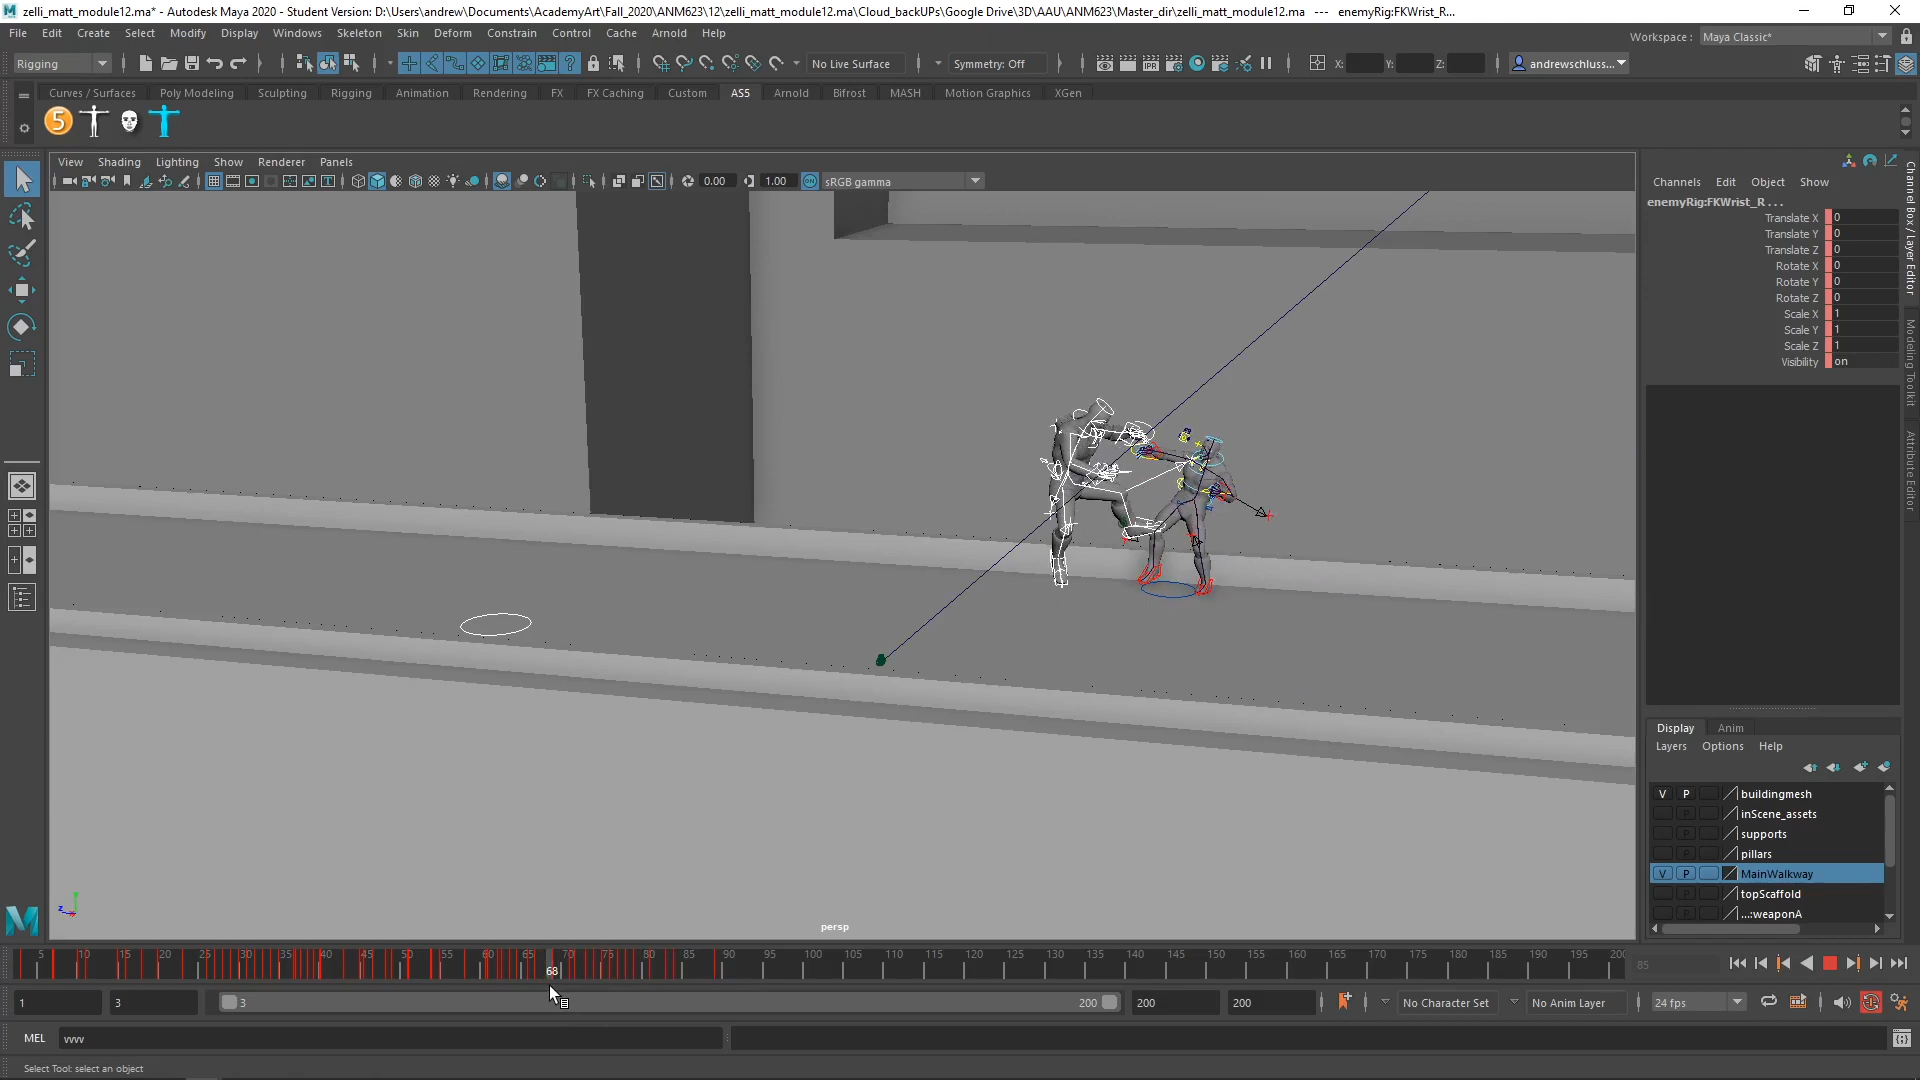 zelli_matt_module12.ma* - Autodesk Maya 2020 - Student Version: D:\Users\andrew\Documents\AcademyArt\Fall_2020\ANM623\12\zelli_matt_module12.ma\Cloud_backUPs\Google Drive\3D\AAU\ANM623\Master_dir\zelli_matt_module12.ma --- enemyRig:FKWrist_R...
File Edit Create Select Modify Display Windows Skeleton Skin Deform Constrain Control Cache Arnold Help
Workspace : Maya Classic*
Rigging No Live Surface Symmetry: Off IPR X: Y: Z: andrewschluss...
Curves / Surfaces Poly Modeling Sculpting Rigging Animation Rendering FX FX Caching Custom AS5 Arnold Bifrost MASH Motion Graphics XGen
5
View Shading Lighting Show Renderer Panels
0.00 1.00 sRGB gamma
Channels Edit Object Show
enemyRig:FKWrist_R . . .
Translate X 0
Translate Y 0
Translate Z 0
Rotate X 0
Rotate Y 0
Rotate Z 0
Scale X 1
Scale Y 1
Scale Z 1
Visibility on
Channel Box / Layer Editor
Modeling Toolkit
Attribute Editor
Display Anim
Layers Options Help
V P buildingmesh
P inScene_assets
P supports
P pillars
V P MainWalkway
P topScaffold
P ...:weaponA
z
persp
5 10 15 20 25 30 35 40 45 50 55 60 65 70 75 80 85 90 95 100 105 110 115 120 125 130 135 140 145 150 155 160 165 170 175 180 185 190 195 200
68
85
1 3 3 200 200 200 No Character Set No Anim Layer 24 fps
MEL vvvv
Select Tool: select an object